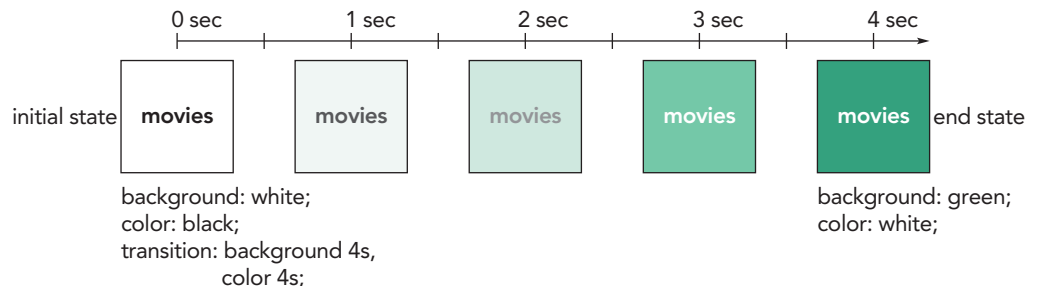 0 sec 1 sec 2 sec 3 sec 4 sec
initial state movies movies movies movies movies end state
background: white;
color: black;
transition: background 4s,
color 4s;
background: green;
color: white;